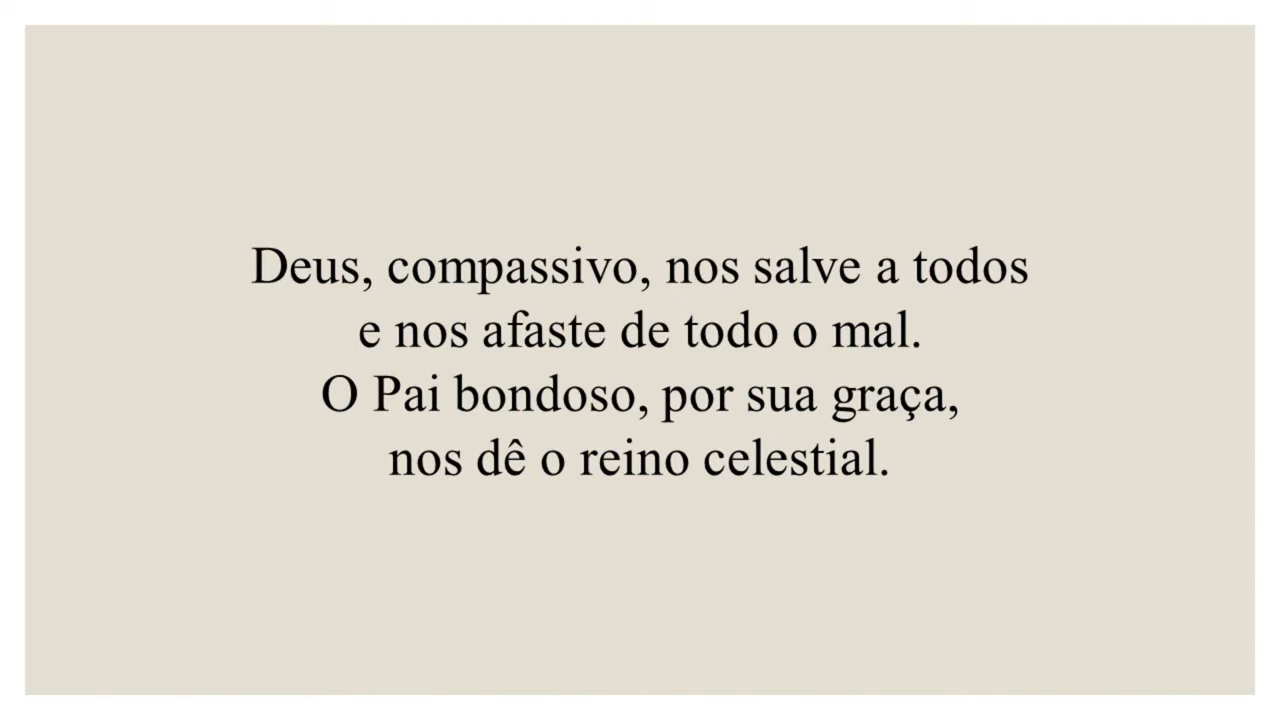 Deus, compassivo, nos salve a todos
e nos afaste de todo o mal.
O Pai bondoso, por sua graça,
nos dê o reino celestial.